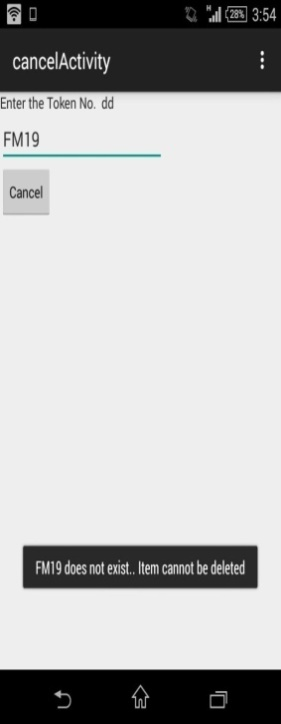 28% 3:54
cancelActivity
Enter the Token No. dd
FM19
Cancel
FM19 does not exist.. Item cannot be deleted